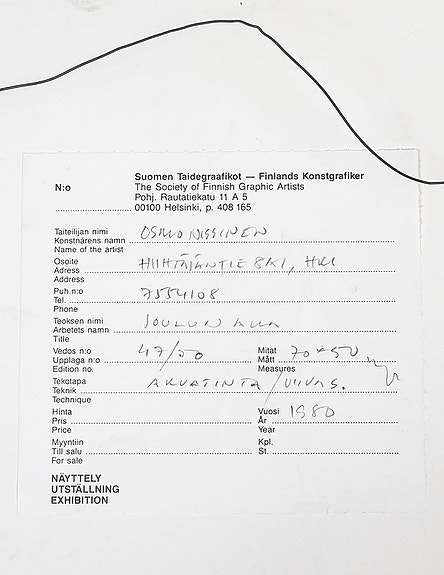 Suomen Taidegraafikot — Finlands Konstgrafiker
N:o The Society of Finnish Graphic Artists
Pohj. Rautatiekatu 11 A 5
00100 Helsinki, p. 408 165
Taiteilijan nimi
Konstnärens namn OSMO NISSINEN
Name of the artist
Osoite
Adress HIIHTÄJÄNTIE 8K1, HKI
Address
Puh.n:o
Tel. 7554108
Phone
Teoksen nimi
Arbetets namn JOULUN
Title
Vedos n:o Mitat
Upplaga n:o 47/50 Mått 70×50
Edition no. Measures
Tekotapa
Teknik AKVATINTA / VIIVAS.
Technique
Hinta Vuosi
Pris År 1980
Price Year
Myyntiin Kpl.
Till salu St.
For sale
NÄYTTELY
UTSTÄLLNING
EXHIBITION